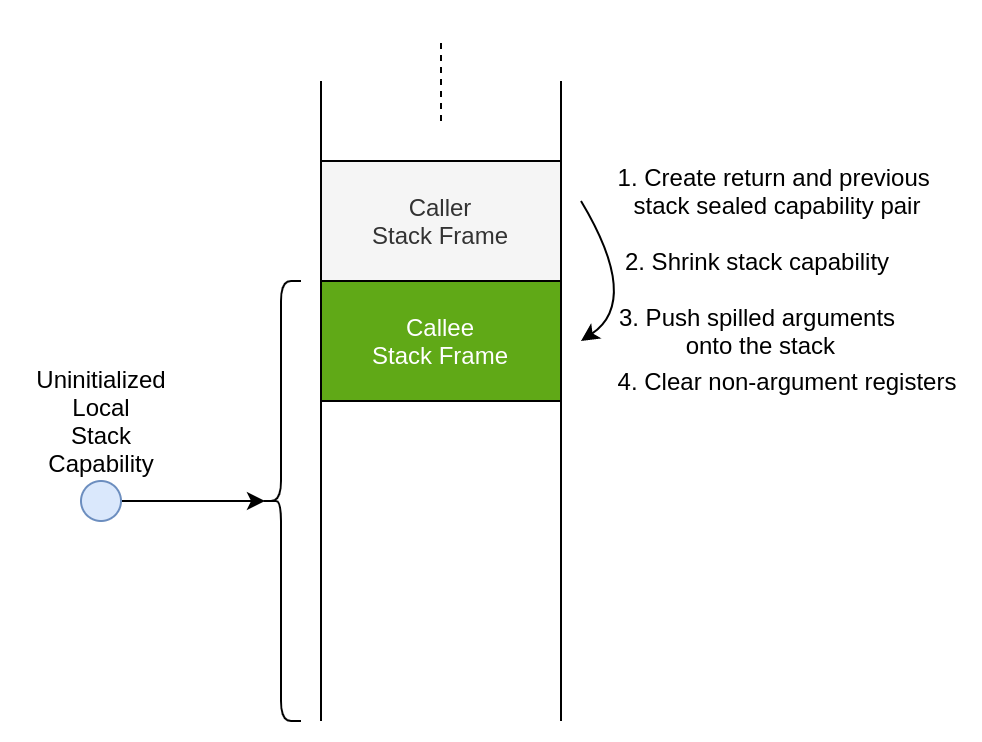 1. Create return and previous
stack sealed capability pair
Caller
Stack Frame
2. Shrink stack capability
Callee
Stack Frame
3. Push spilled arguments
onto the stack
4. Clear non-argument registers
Uninitialized
Local
Stack
Capability